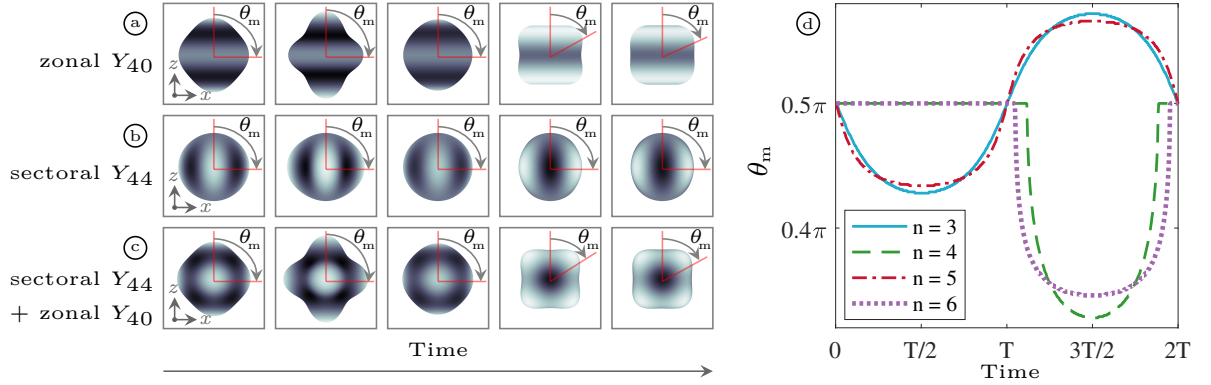 ⓐ θm θm θm θm θm
zonal Y40
z
x
ⓑ θm θm θm θm θm
sectoral Y44
z
x
ⓒ θm θm θm θm θm
sectoral Y44
+ zonal Y40
z
x
Time
ⓓ
0.5π
θm
0.4π
n = 3
n = 4
n = 5
n = 6
0 T/2 T 3T/2 2T
Time